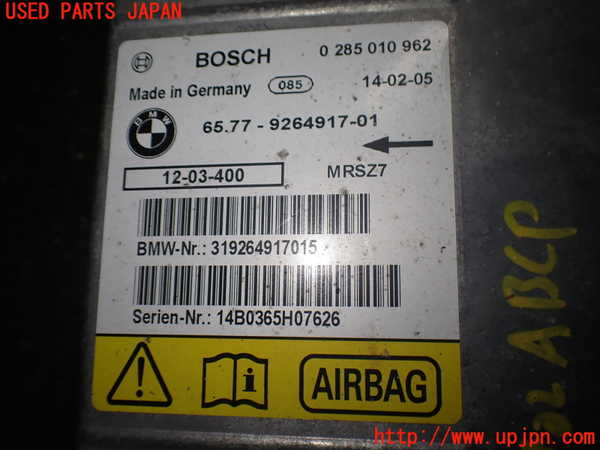 USED PARTS JAPAN
BOSCH 0 285 010 962
Made in Germany 085 14-02-05
BMW 65.77 - 9264917-01
12-03-400 MRSZ7
BMW-Nr.: 319264917015
Serien-Nr.: 14B0365H07626
AIRBAG
http://www.upjpn.com